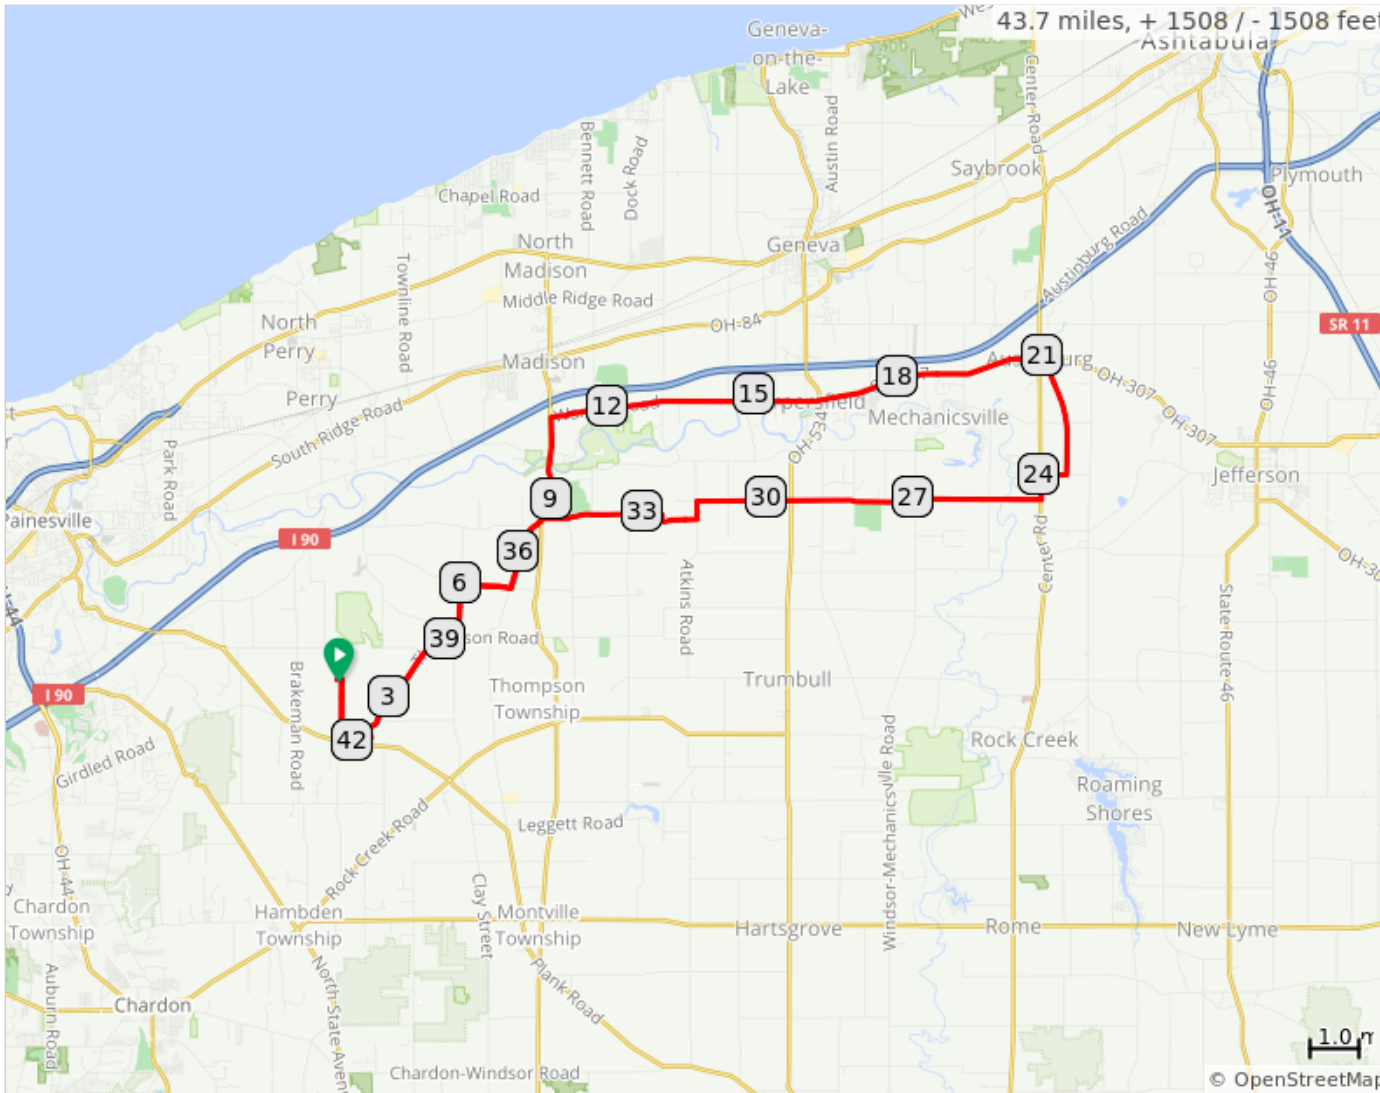 43.7 miles, + 1508 / - 1508 feet
Geneva-
on-the-
Lake
Ashtabula
Center Road
Austin Road
Bennett Road
Dock Road
Saybrook
Plymouth
Chapel Road
OH-11
Austinburg Road
North
Madison
Geneva
Townline Road
OH-46
Middle Ridge Road
North
Perry
OH-84
SR 11
Madison
21
OH-307
18
Perry
12
15
Mechanicsville
OH-46
South Ridge Road
OH-534
OH-307
Park Road
24
Jefferson
9
30
27
33
Painesville
I 90
36
Center Rd
6
Atkins Road
State Route 46
39
3
I 90
Brakeman Road
Thompson
Township
Trumbull
42
Rock Creek
Girdled Road
Windsor-Mechanicsville Road
Roaming
Shores
Leggett Road
Rock Creek Road
OH-44
Clay Street
Chardon
Township
Hambden
Township
Montville
Township
Hartsgrove
Rome
New Lyme
Auburn Road
Plank Road
Chardon
North State Aven
1.0 m
Chardon-Windsor Road
© OpenStreetMap